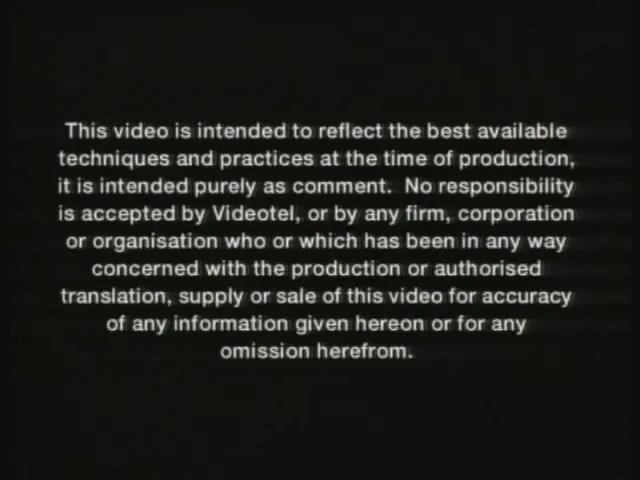 This video is intended to reflect the best available
techniques and practices at the time of production,
it is intended purely as comment.  No responsibility
is accepted by Videotel, or by any firm, corporation
or organisation who or which has been in any way
concerned with the production or authorised
translation, supply or sale of this video for accuracy
of any information given hereon or for any
omission herefrom.